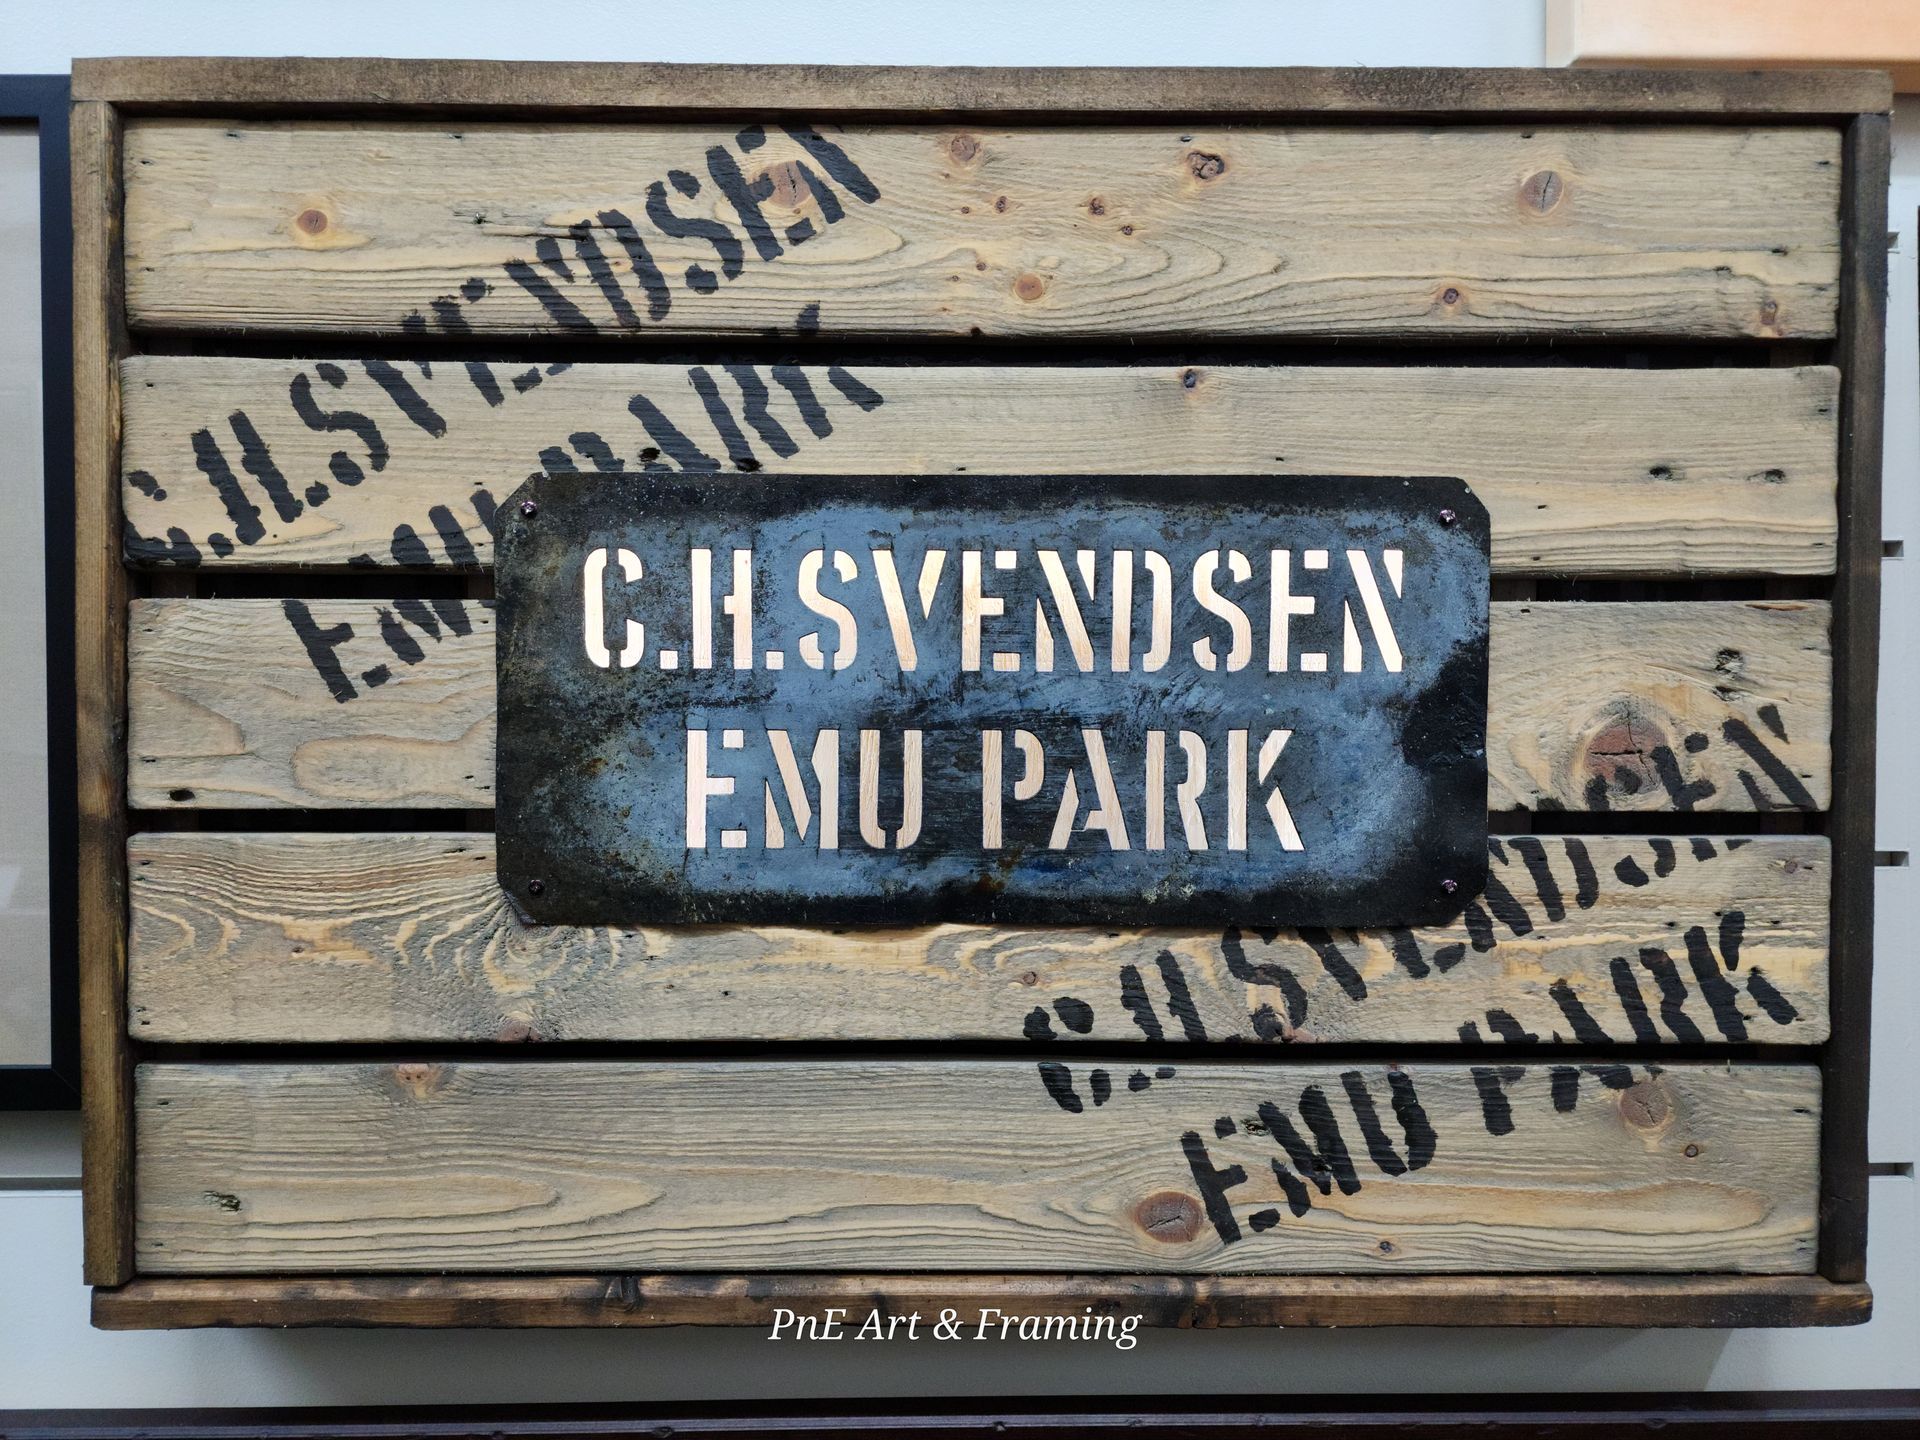 C.H.SVENDSEN
EMU PARK
C.H.SVENDSEN
EMU PARK
C.H.SVENDSEN
EMU PARK
PnE Art & Framing